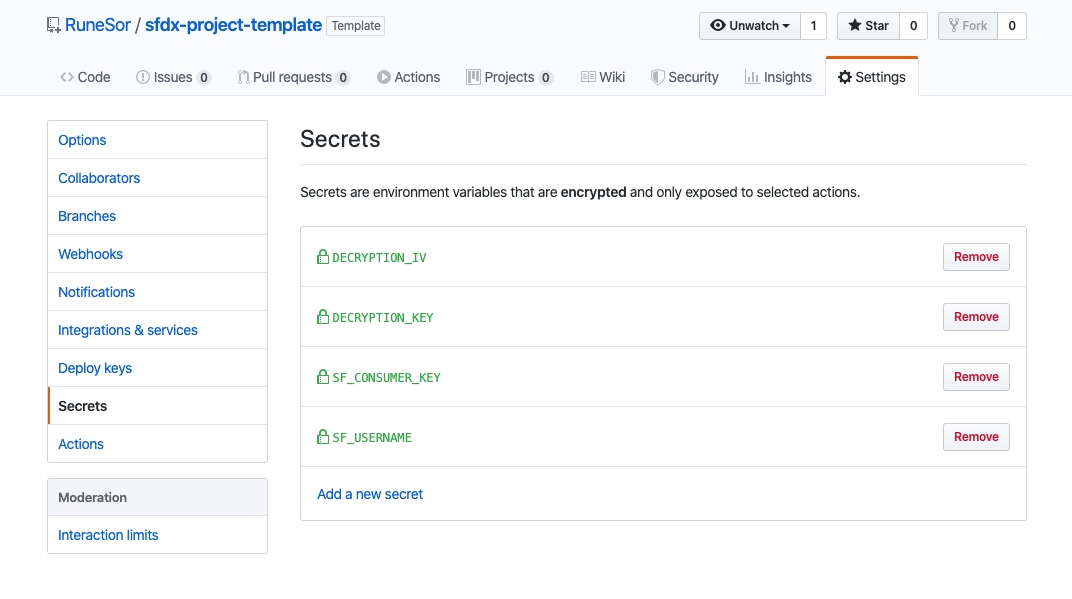 RuneSor / sfdx-project-template Template Unwatch 1 Star 0 Fork 0
Code Issues 0 Pull requests 0 Actions Projects 0 Wiki Security Insights Settings
Options
Collaborators
Branches
Webhooks
Notifications
Integrations & services
Deploy keys
Secrets
Actions
Moderation
Interaction limits
Secrets
Secrets are environment variables that are encrypted and only exposed to selected actions.
DECRYPTION_IV Remove
DECRYPTION_KEY Remove
SF_CONSUMER_KEY Remove
SF_USERNAME Remove
Add a new secret